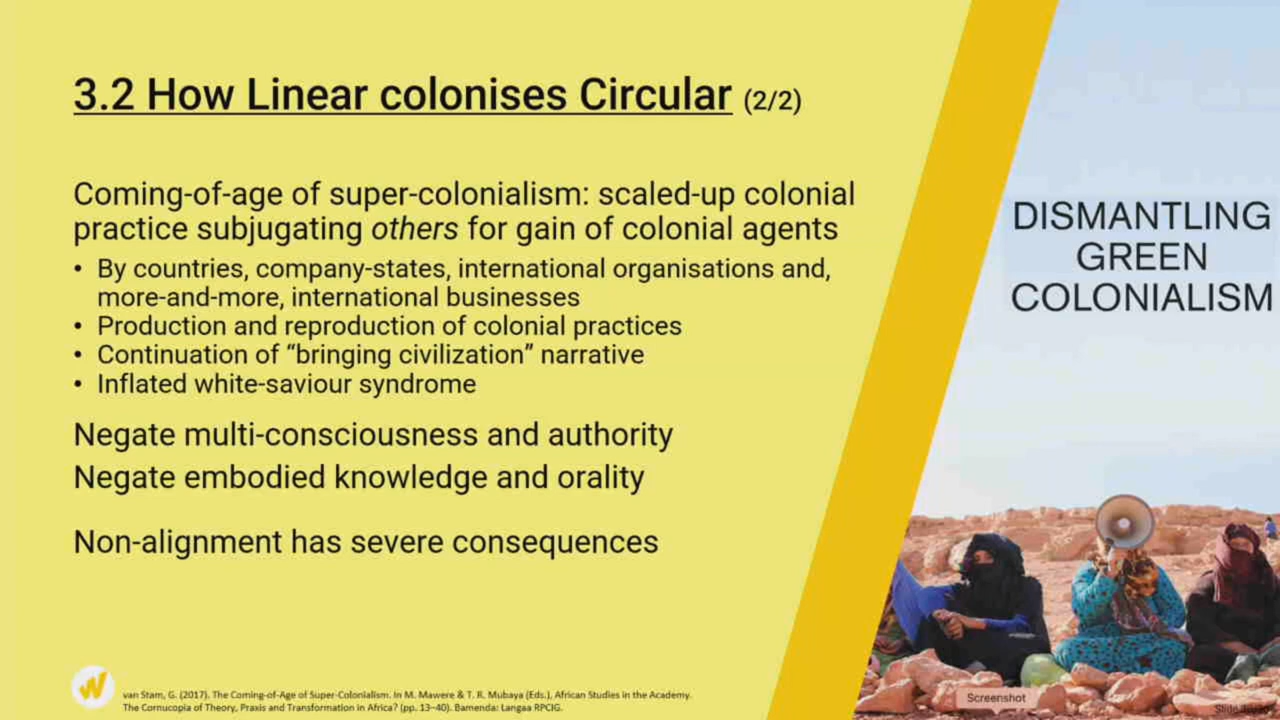 3.2 How Linear colonises Circular (2/2)
Coming-of-age of super-colonialism: scaled-up colonial
practice subjugating others for gain of colonial agents
• By countries, company-states, international organisations and,
more-and-more, international businesses
• Production and reproduction of colonial practices
• Continuation of “bringing civilization” narrative
• Inflated white-saviour syndrome
Negate multi-consciousness and authority
Negate embodied knowledge and orality
Non-alignment has severe consequences
van Stam, G. (2017). The Coming-of-Age of Super-Colonialism. In M. Mawere & T. R. Mubaya (Eds.), African Studies in the Academy.
The Cornucopia of Theory, Praxis and Transformation in Africa? (pp. 13–40). Bamenda: Langaa RPCIG.
DISMANTLING
GREEN
COLONIALISM
Screenshot
Slide